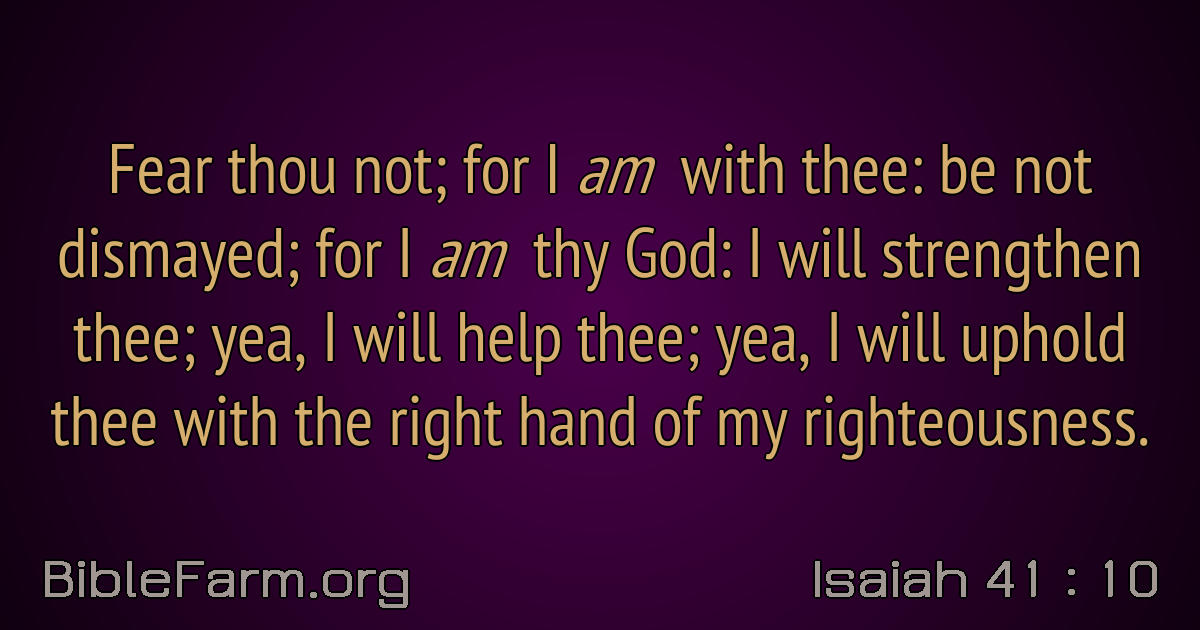 Fear thou not; for I am with thee: be not
dismayed; for I am thy God: I will strengthen
thee; yea, I will help thee; yea, I will uphold
thee with the right hand of my righteousness.
BibleFarm.org
Isaiah 41 : 10